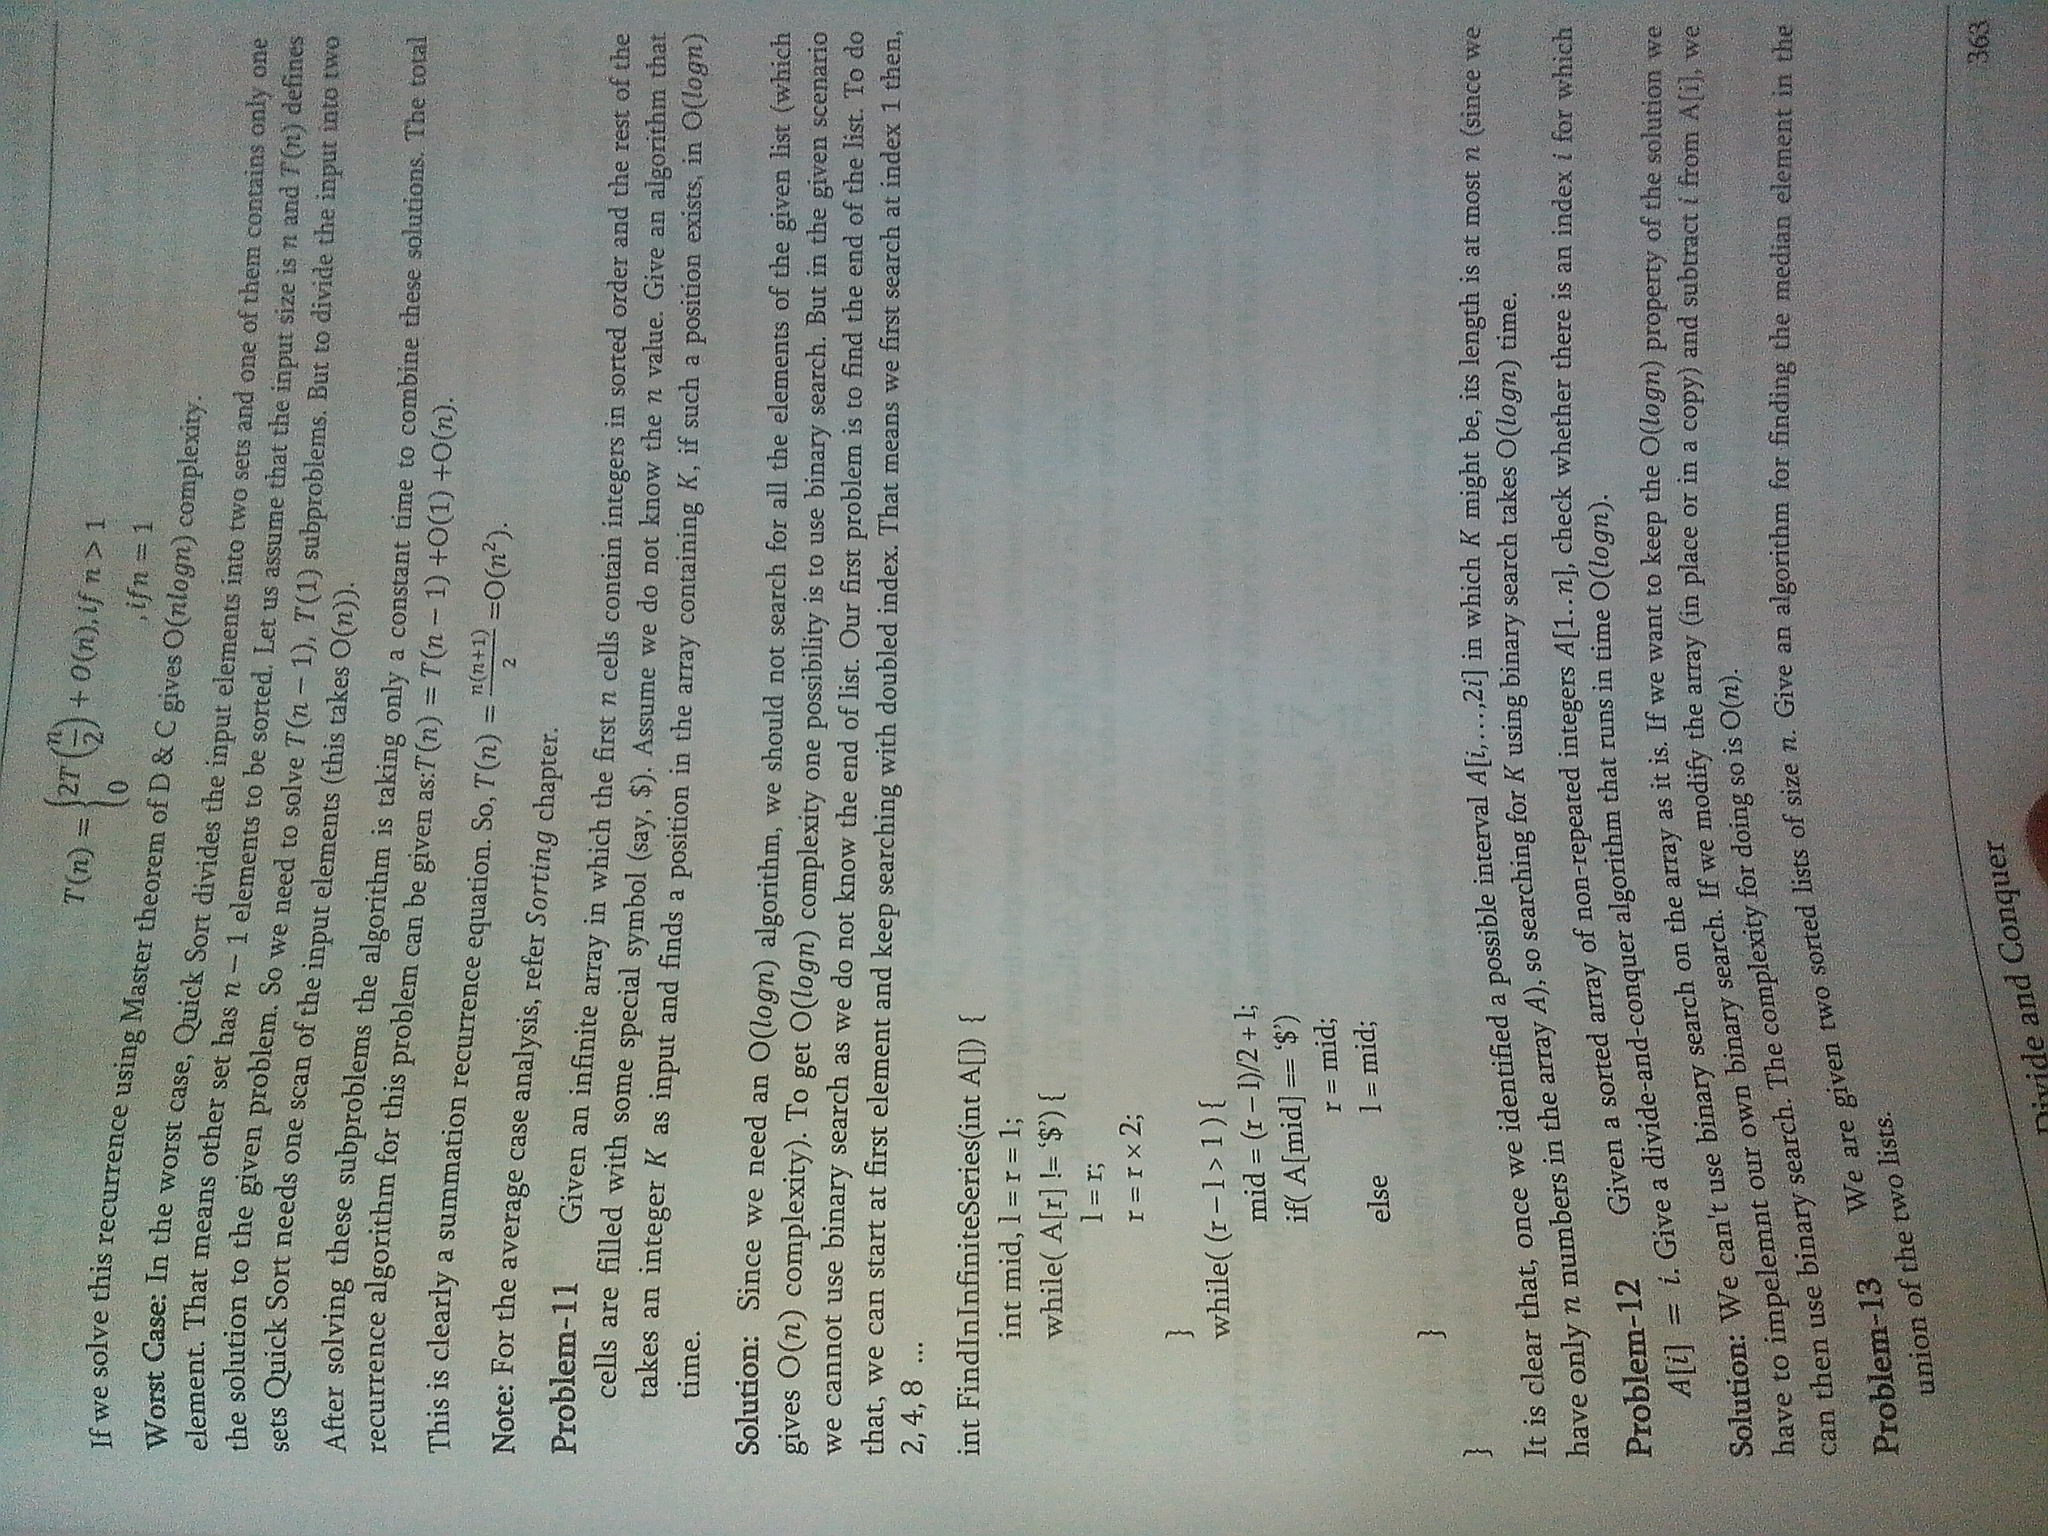 T(n) = {2T(n/2) + O(n), if n > 1
0 , if n = 1
If we solve this recurrence using Master theorem of D & C gives O(nlogn) complexity.
Worst Case: In the worst case, Quick Sort divides the input elements into two sets and one of them contains only one
element. That means other set has n – 1 elements to be sorted. Let us assume that the input size is n and T(n) defines
the solution to the given problem. So we need to solve T(n – 1), T(1) subproblems. But to divide the input into two
sets Quick Sort needs one scan of the input elements (this takes O(n)).
After solving these subproblems the algorithm is taking only a constant time to combine these solutions. The total
recurrence algorithm for this problem can be given as:T(n) = T(n – 1) +O(1) +O(n).
This is clearly a summation recurrence equation. So, T(n) = n(n+1)/2 =O(n²).
Note: For the average case analysis, refer Sorting chapter.
Problem-11 Given an infinite array in which the first n cells contain integers in sorted order and the rest of the
cells are filled with some special symbol (say, $). Assume we do not know the n value. Give an algorithm that
takes an integer K as input and finds a position in the array containing K, if such a position exists, in O(logn)
time.
Solution: Since we need an O(logn) algorithm, we should not search for all the elements of the given list (which
gives O(n) complexity). To get O(logn) complexity one possibility is to use binary search. But in the given scenario
we cannot use binary search as we do not know the end of list. Our first problem is to find the end of the list. To do
that, we can start at first element and keep searching with doubled index. That means we first search at index 1 then,
2, 4, 8 ...
int FindInInfiniteSeries(int A[]) {
int mid, l = r = 1;
while( A[r] != ‘$’) {
l = r;
r = r × 2;
}
while( (r – l > 1 ) {
mid = (r – l)/2 + l;
if( A[mid] == ‘$’)
r = mid;
else l = mid;
}
}
It is clear that, once we identified a possible interval A[i,...,2i] in which K might be, its length is at most n (since we
have only n numbers in the array A), so searching for K using binary search takes O(logn) time.
Problem-12 Given a sorted array of non-repeated integers A[1..n], check whether there is an index i for which
A[i] = i. Give a divide-and-conquer algorithm that runs in time O(logn).
Solution: We can't use binary search on the array as it is. If we want to keep the O(logn) property of the solution we
have to impelemnt our own binary search. If we modify the array (in place or in a copy) and subtract i from A[i], we
can then use binary search. The complexity for doing so is O(n).
Problem-13 We are given two sorted lists of size n. Give an algorithm for finding the median element in the
union of the two lists.
Divide and Conquer 363